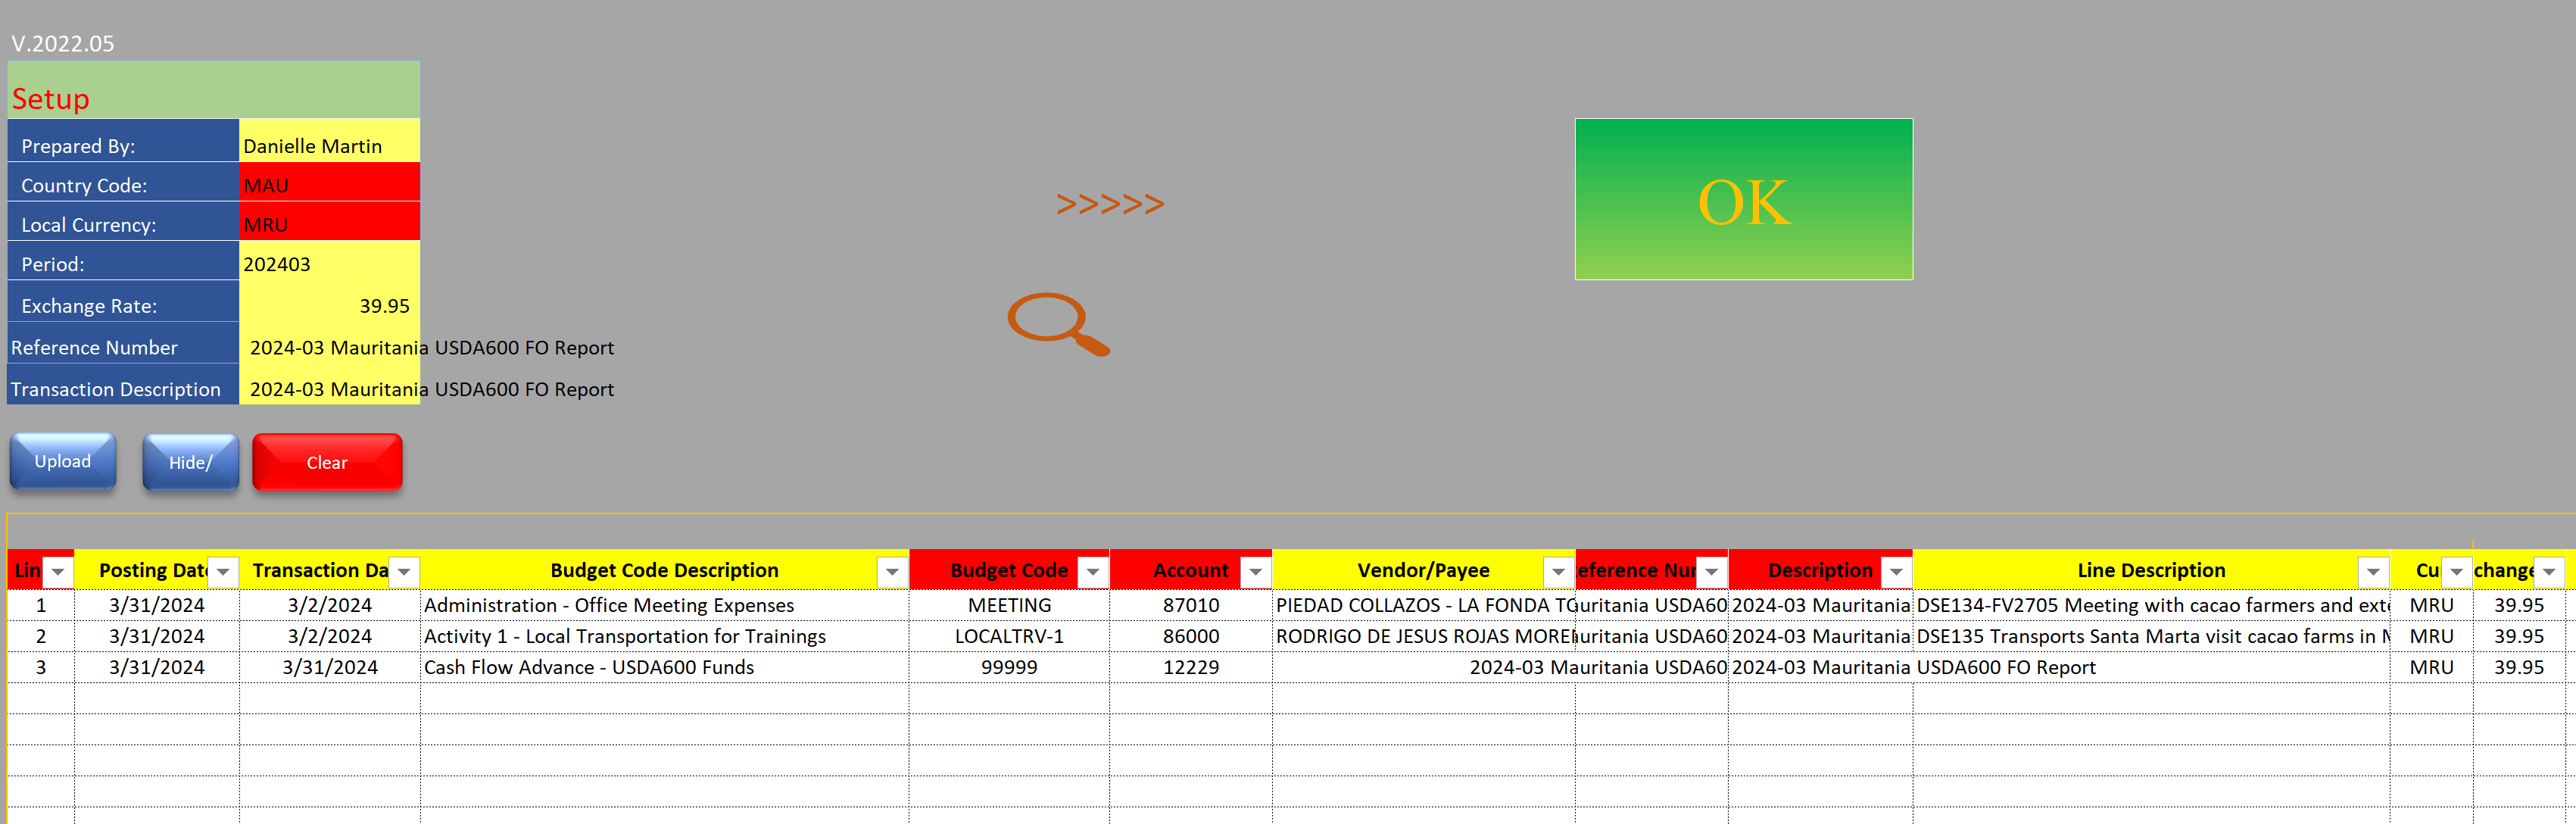 V.2022.05
Setup
Prepared By: Danielle Martin
Country Code: MAU
Local Currency: MRU
Period: 202403
Exchange Rate: 39.95
Reference Number 2024-03 Mauritania USDA600 FO Report
Transaction Description 2024-03 Mauritania USDA600 FO Report
>>>>>
OK
Upload Hide/ Clear
Lin Posting Date Transaction Da Budget Code Description Budget Code Account Vendor/Payee eference Nur Description Line Description Cu change
1 3/31/2024 3/2/2024 Administration - Office Meeting Expenses MEETING 87010 PIEDAD COLLAZOS - LA FONDA TO auritania USDA60 2024-03 Mauritania DSE134-FV2705 Meeting with cacao farmers and exte MRU 39.95
2 3/31/2024 3/2/2024 Activity 1 - Local Transportation for Trainings LOCALTRV-1 86000 RODRIGO DE JESUS ROJAS MORE auritania USDA60 2024-03 Mauritania DSE135 Transports Santa Marta visit cacao farms in MRU 39.95
3 3/31/2024 3/31/2024 Cash Flow Advance - USDA600 Funds 99999 12229 2024-03 Mauritania USDA60 2024-03 Mauritania USDA600 FO Report MRU 39.95